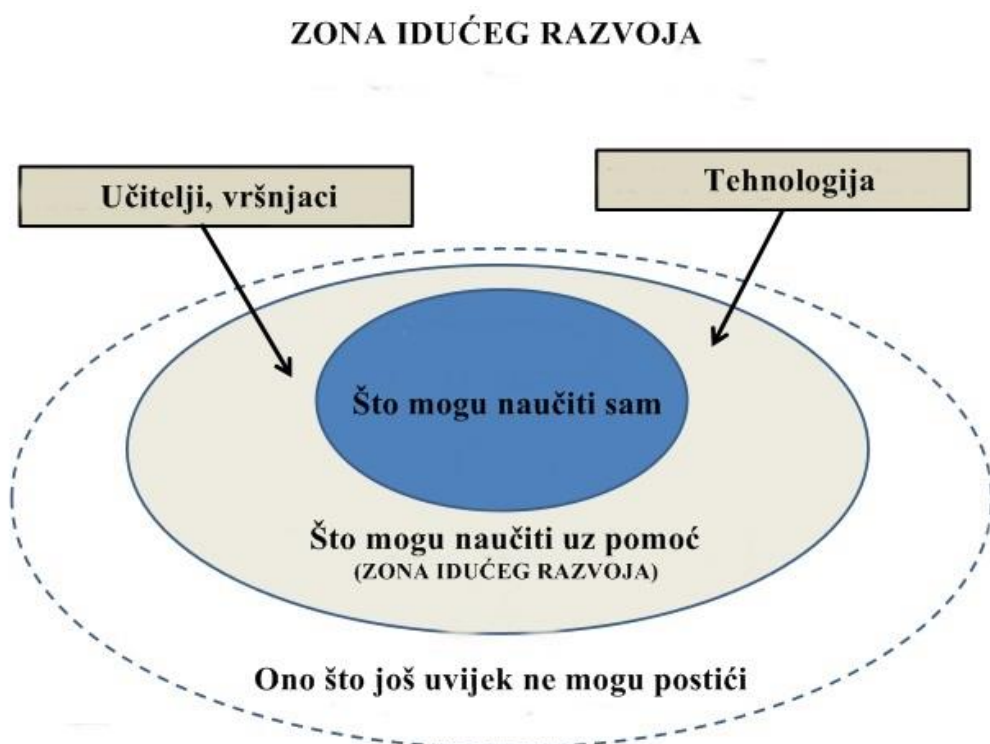 ZONA IDUĆEG RAZVOJA
Učitelji, vršnjaci
Tehnologija
Što mogu naučiti sam
Što mogu naučiti uz pomoć
(ZONA IDUĆEG RAZVOJA)
Ono što još uvijek ne mogu postići